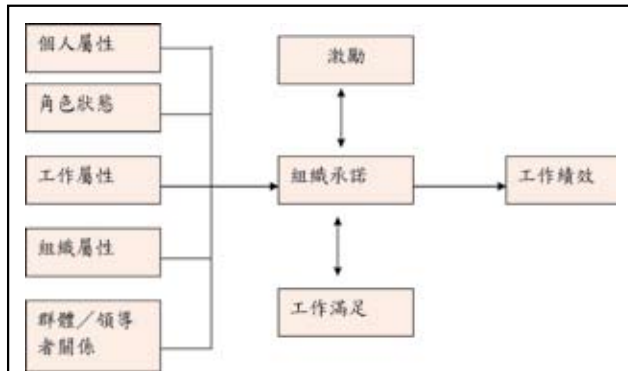 個人屬性
角色狀態
工作屬性
組織屬性
群體／領導
者關係
激勵
組織承諾
工作滿足
工作績效